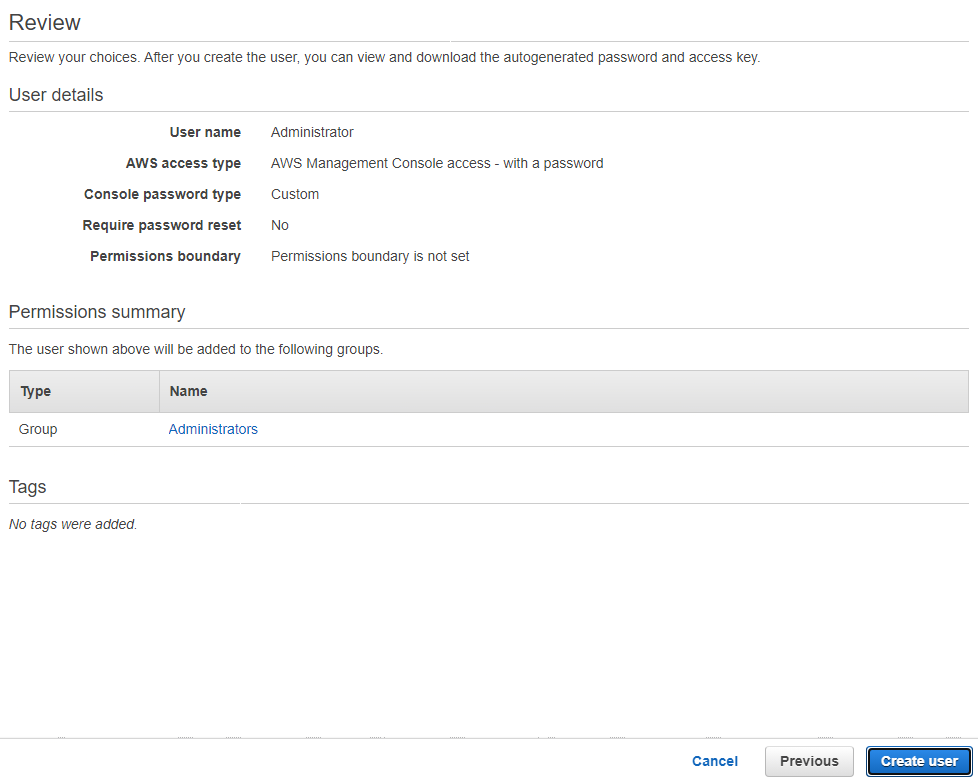 Review
Review your choices. After you create the user, you can view and download the autogenerated password and access key.
User details
User name Administrator
AWS access type AWS Management Console access - with a password
Console password type Custom
Require password reset No
Permissions boundary Permissions boundary is not set
Permissions summary
The user shown above will be added to the following groups.
Type Name
Group Administrators
Tags
No tags were added.
Cancel Previous Create user